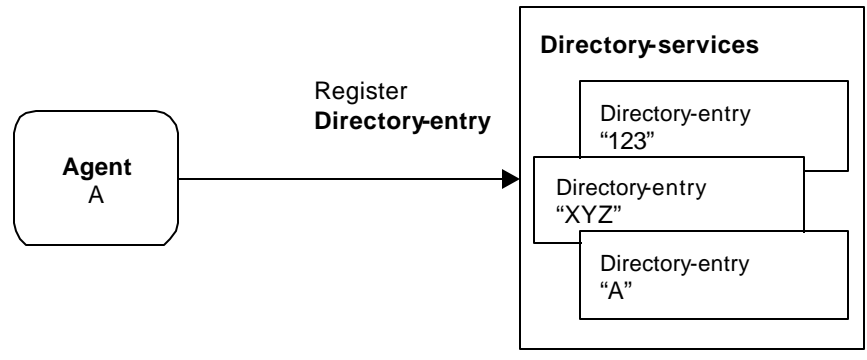 Directory-services
Register
Directory-entry
Agent
A
Directory-entry
“123”
Directory-entry
“XYZ”
Directory-entry
“A”